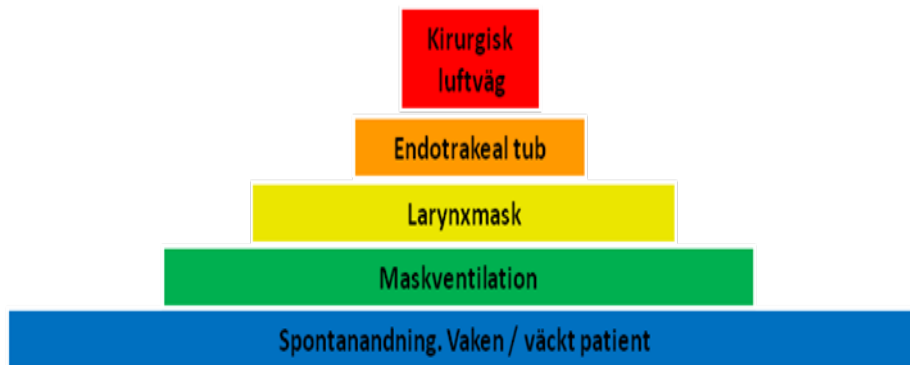 Kirurgisk
luftväg
Endotrakeal tub
Larynxmask
Maskventilation
Spontanandning. Vaken / väckt patient